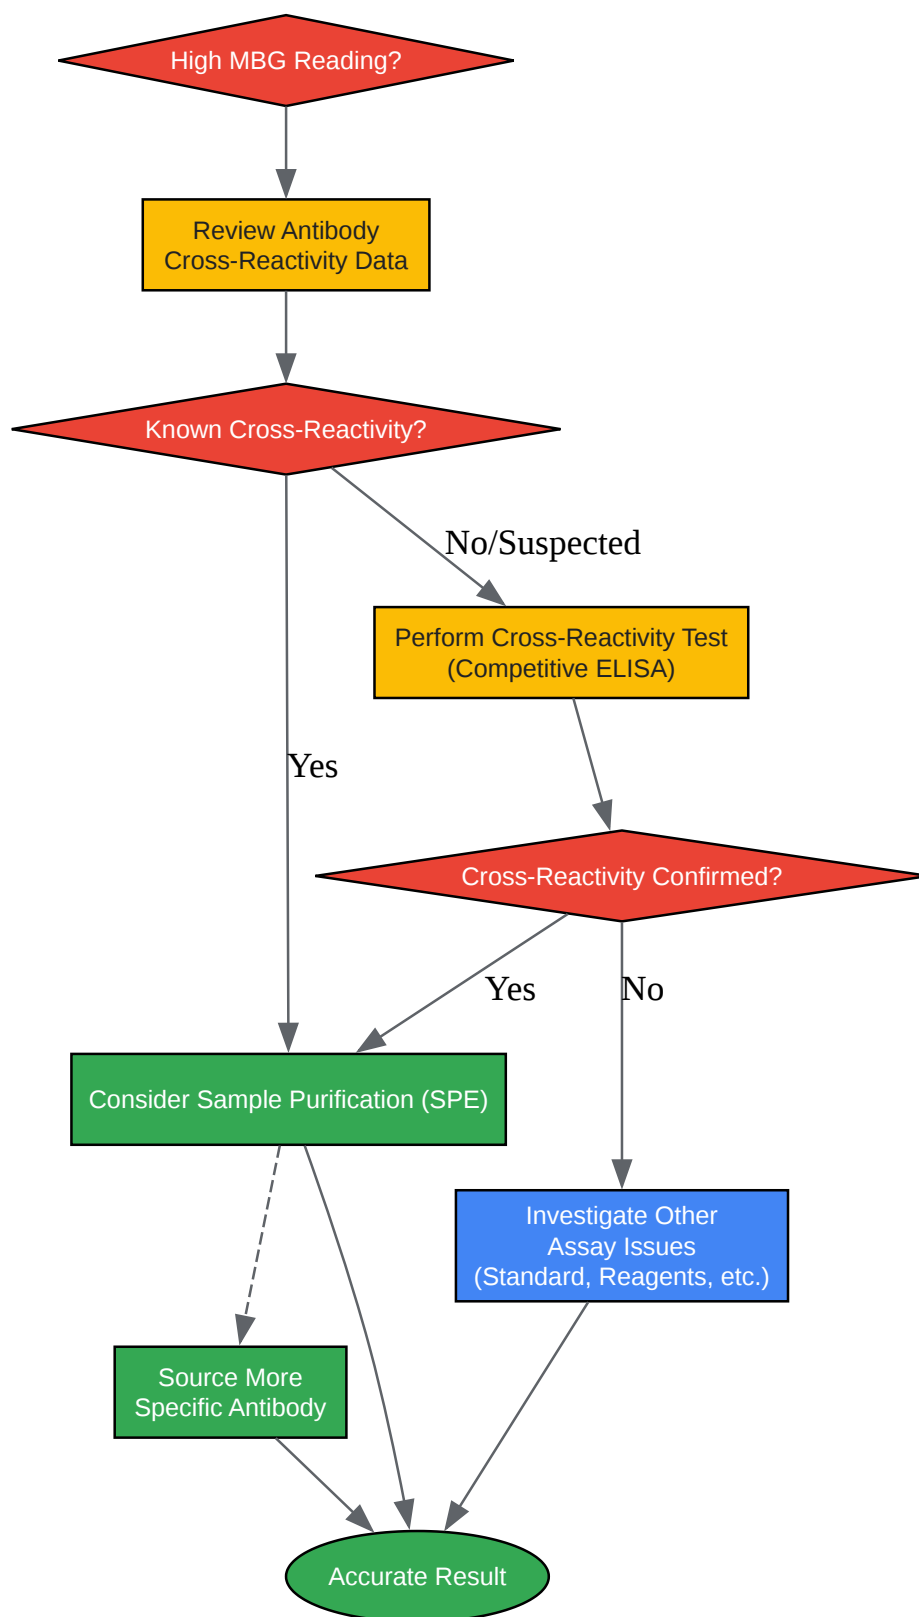 High MBG Reading?
Review Antibody
Cross-Reactivity Data
Known Cross-Reactivity?
No/Suspected
Perform Cross-Reactivity Test
(Competitive ELISA)
Yes
Cross-Reactivity Confirmed?
Yes
No
Consider Sample Purification (SPE)
Investigate Other
Assay Issues
(Standard, Reagents, etc.)
Source More
Specific Antibody
Accurate Result